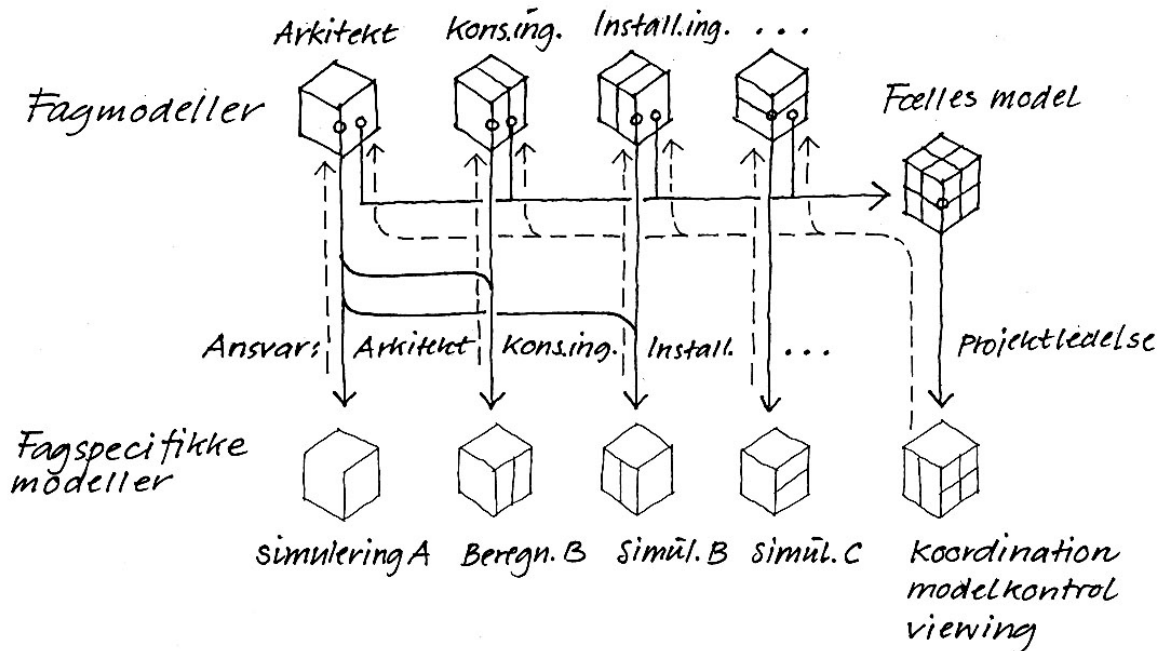 Arkitekt Kons.ing. Install.ing. ...
Fagmodeller
Fælles model
Ansvar: Arkitekt Kons.ing. Install. ...
Projektledelse
Fagspecifikke
modeller
Simulering A Beregn. B Simul. B Simul. C
Koordination
modelkontrol
viewing